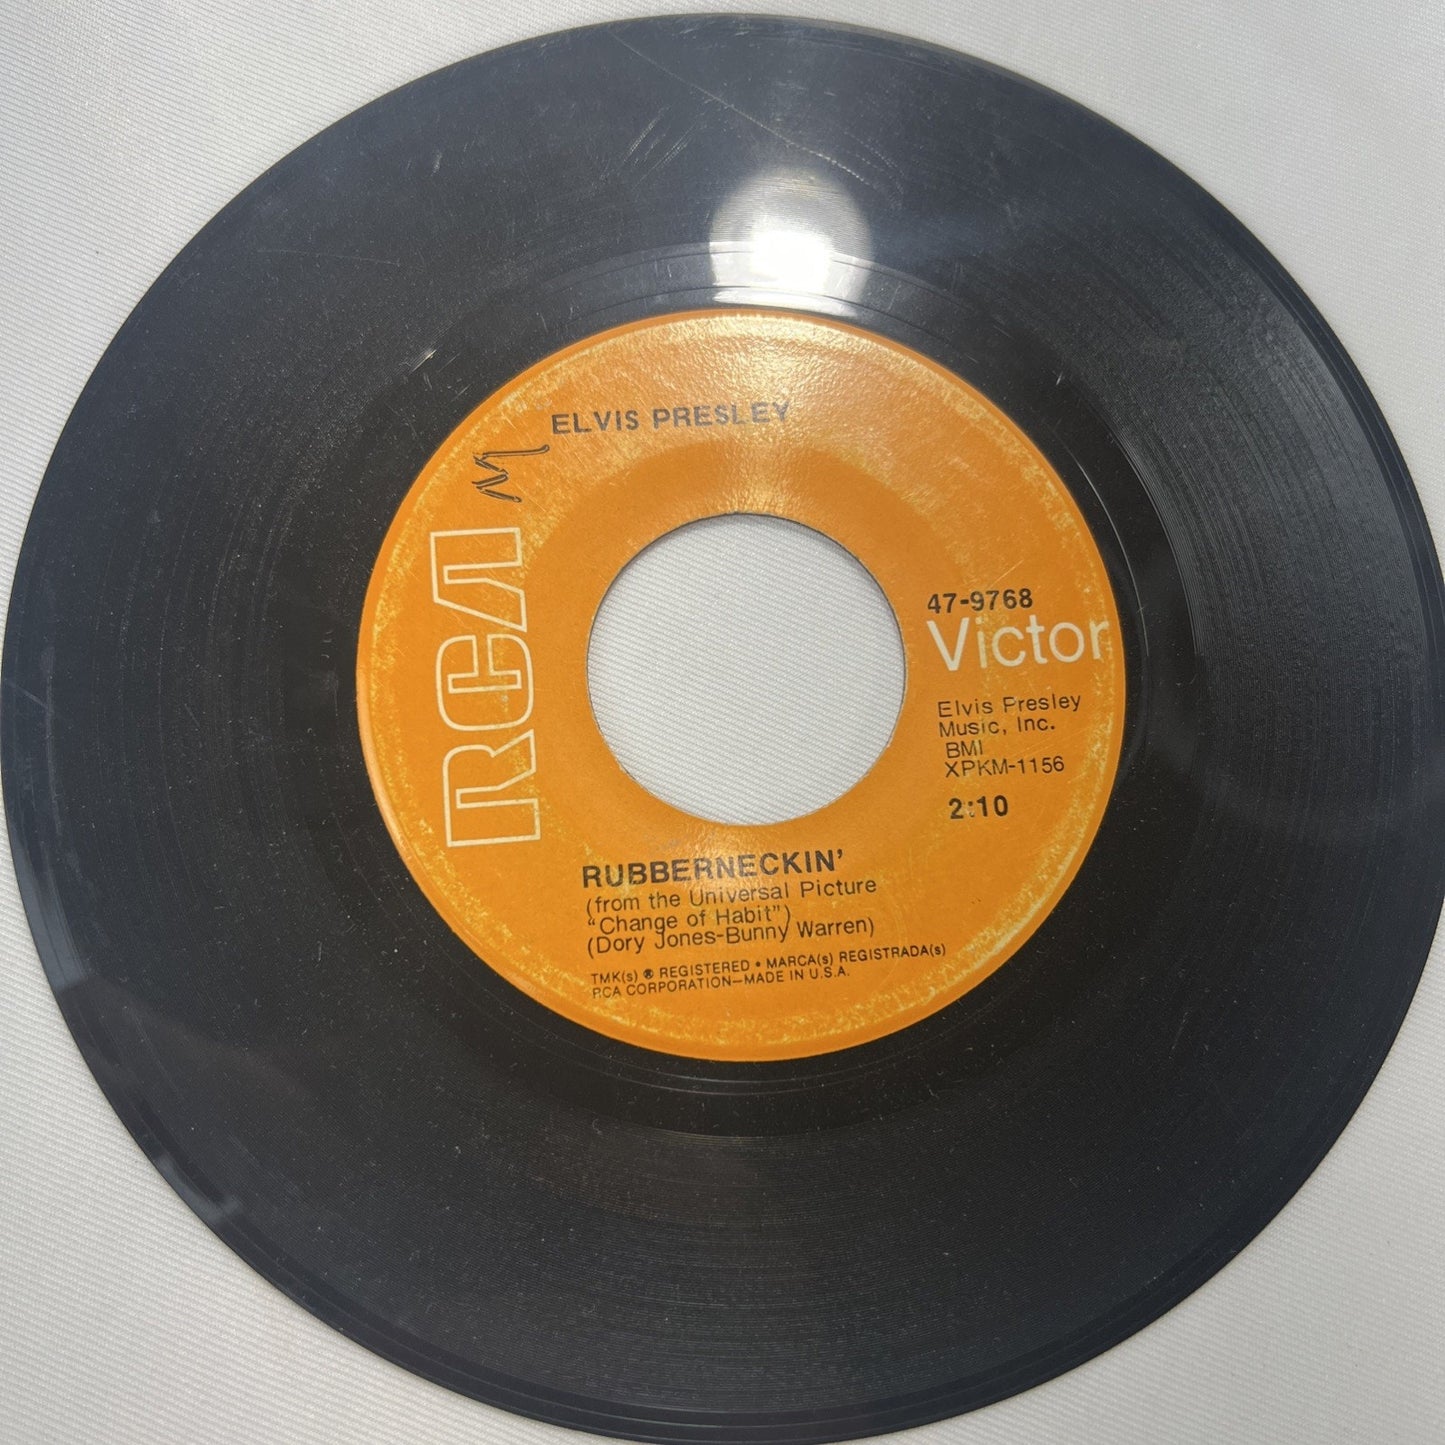 ELVIS PRESLEY
M
RCA
47-9768
Victor
Elvis Presley
Music, Inc.
BMI
XPKM-1156
2:10
RUBBERNECKIN'
(from the Universal Picture
"Change of Habit")
(Dory Jones-Bunny Warren)
TMK(s) ® REGISTERED • MARCA(s) REGISTRADA(s)
RCA CORPORATION—MADE IN U.S.A.